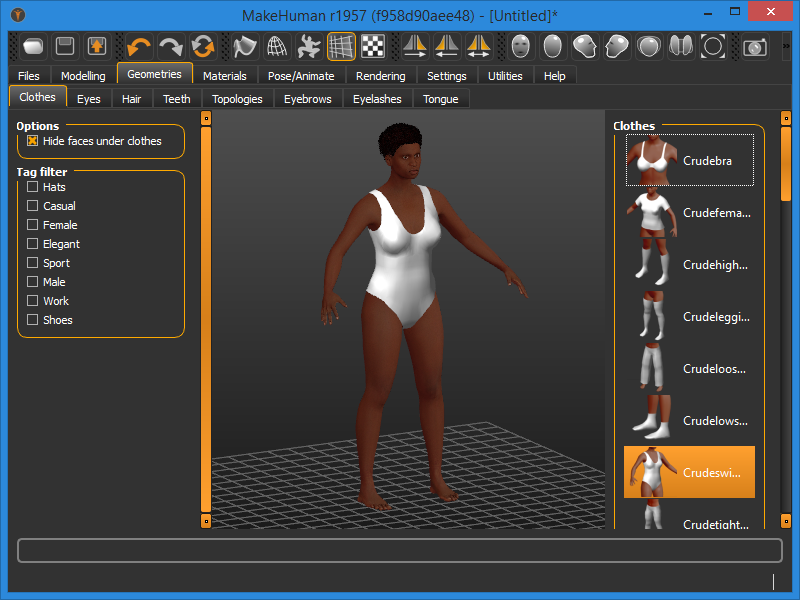 MakeHuman r1957 (f958d90aee48) - [Untitled]*
Files Modelling Geometries Materials Pose/Animate Rendering Settings Utilities Help
Clothes Eyes Hair Teeth Topologies Eyebrows Eyelashes Tongue
Options
Hide faces under clothes
Tag filter
Hats
Casual
Female
Elegant
Sport
Male
Work
Shoes
Clothes
Crudebra
Crudefema...
Crudehigh...
Crudeleggi...
Crudeloos...
Crudelows...
Crudeswi...
Crudetight...